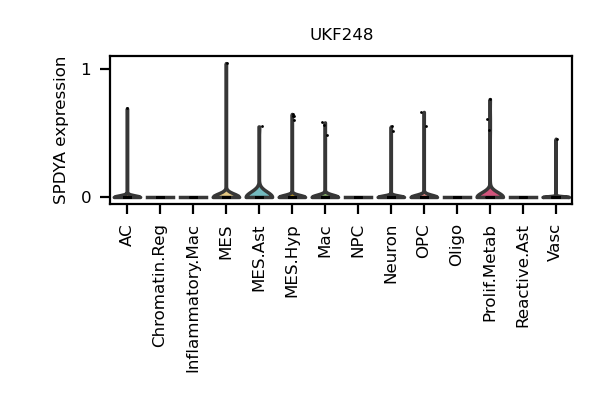 UKF248
SPDYA expression
1
0
AC
Chromatin.Reg
Inflammatory.Mac
MES
MES.Ast
MES.Hyp
Mac
NPC
Neuron
OPC
Oligo
Prolif.Metab
Reactive.Ast
Vasc